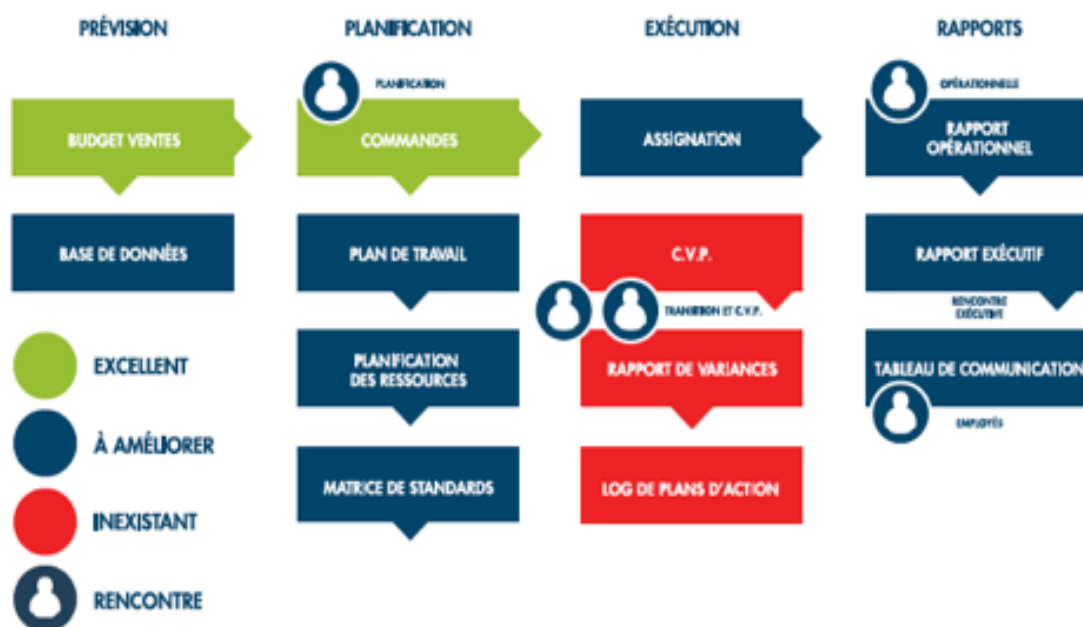 PRÉVISION
BUDGET VENTES
BASE DE DONNÉES
EXCELLENT
À AMÉLIORER
INEXISTANT
RENCONTRE
PLANIFICATION
PLANIFICATION
COMMANDES
PLAN DE TRAVAIL
PLANIFICATION
DES RESSOURCES
MATRICE DE STANDARDS
EXÉCUTION
ASSIGNATION
C.V.P.
TRANSITION ET C.V.P.
RAPPORT DE VARIANCES
LOG DE PLANS D'ACTION
RAPPORTS
OPÉRATIONNELLE
RAPPORT
OPÉRATIONNEL
RAPPORT EXÉCUTIF
RENCONTRE
EXÉCUTIVE
TABLEAU DE COMMUNICATION
EMPLOYÉS